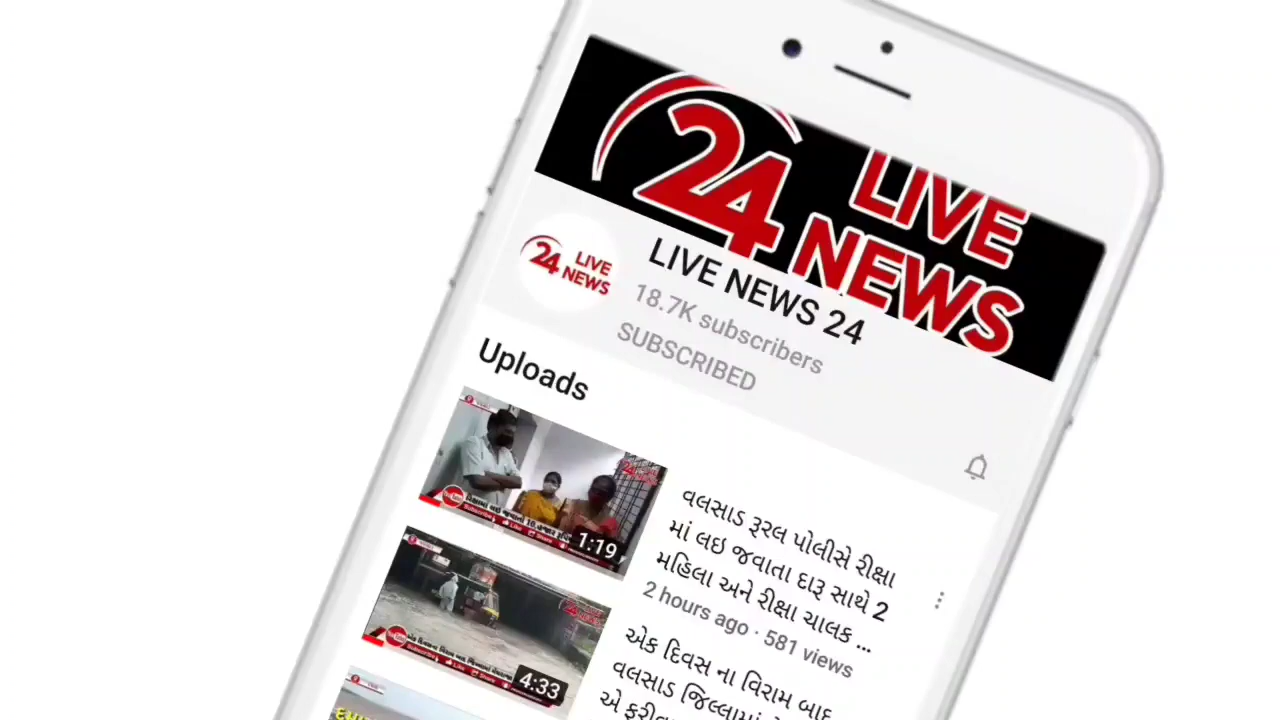 24 LIVE
NEWS
24 LIVE
NEWS
LIVE NEWS 24
18.7K subscribers
SUBSCRIBED
Uploads
1:19
વલસાડ રૂરલ પોલીસે રીક્ષા
માં લઇ જવાતા દારૂ સાથે 2
મહિલા અને રીક્ષા ચાલક ...
2 hours ago · 581 views
4:33
એક દિવસ ના વિરામ બાદ
વલસાડ જિલ્લામાં
એ ફરી